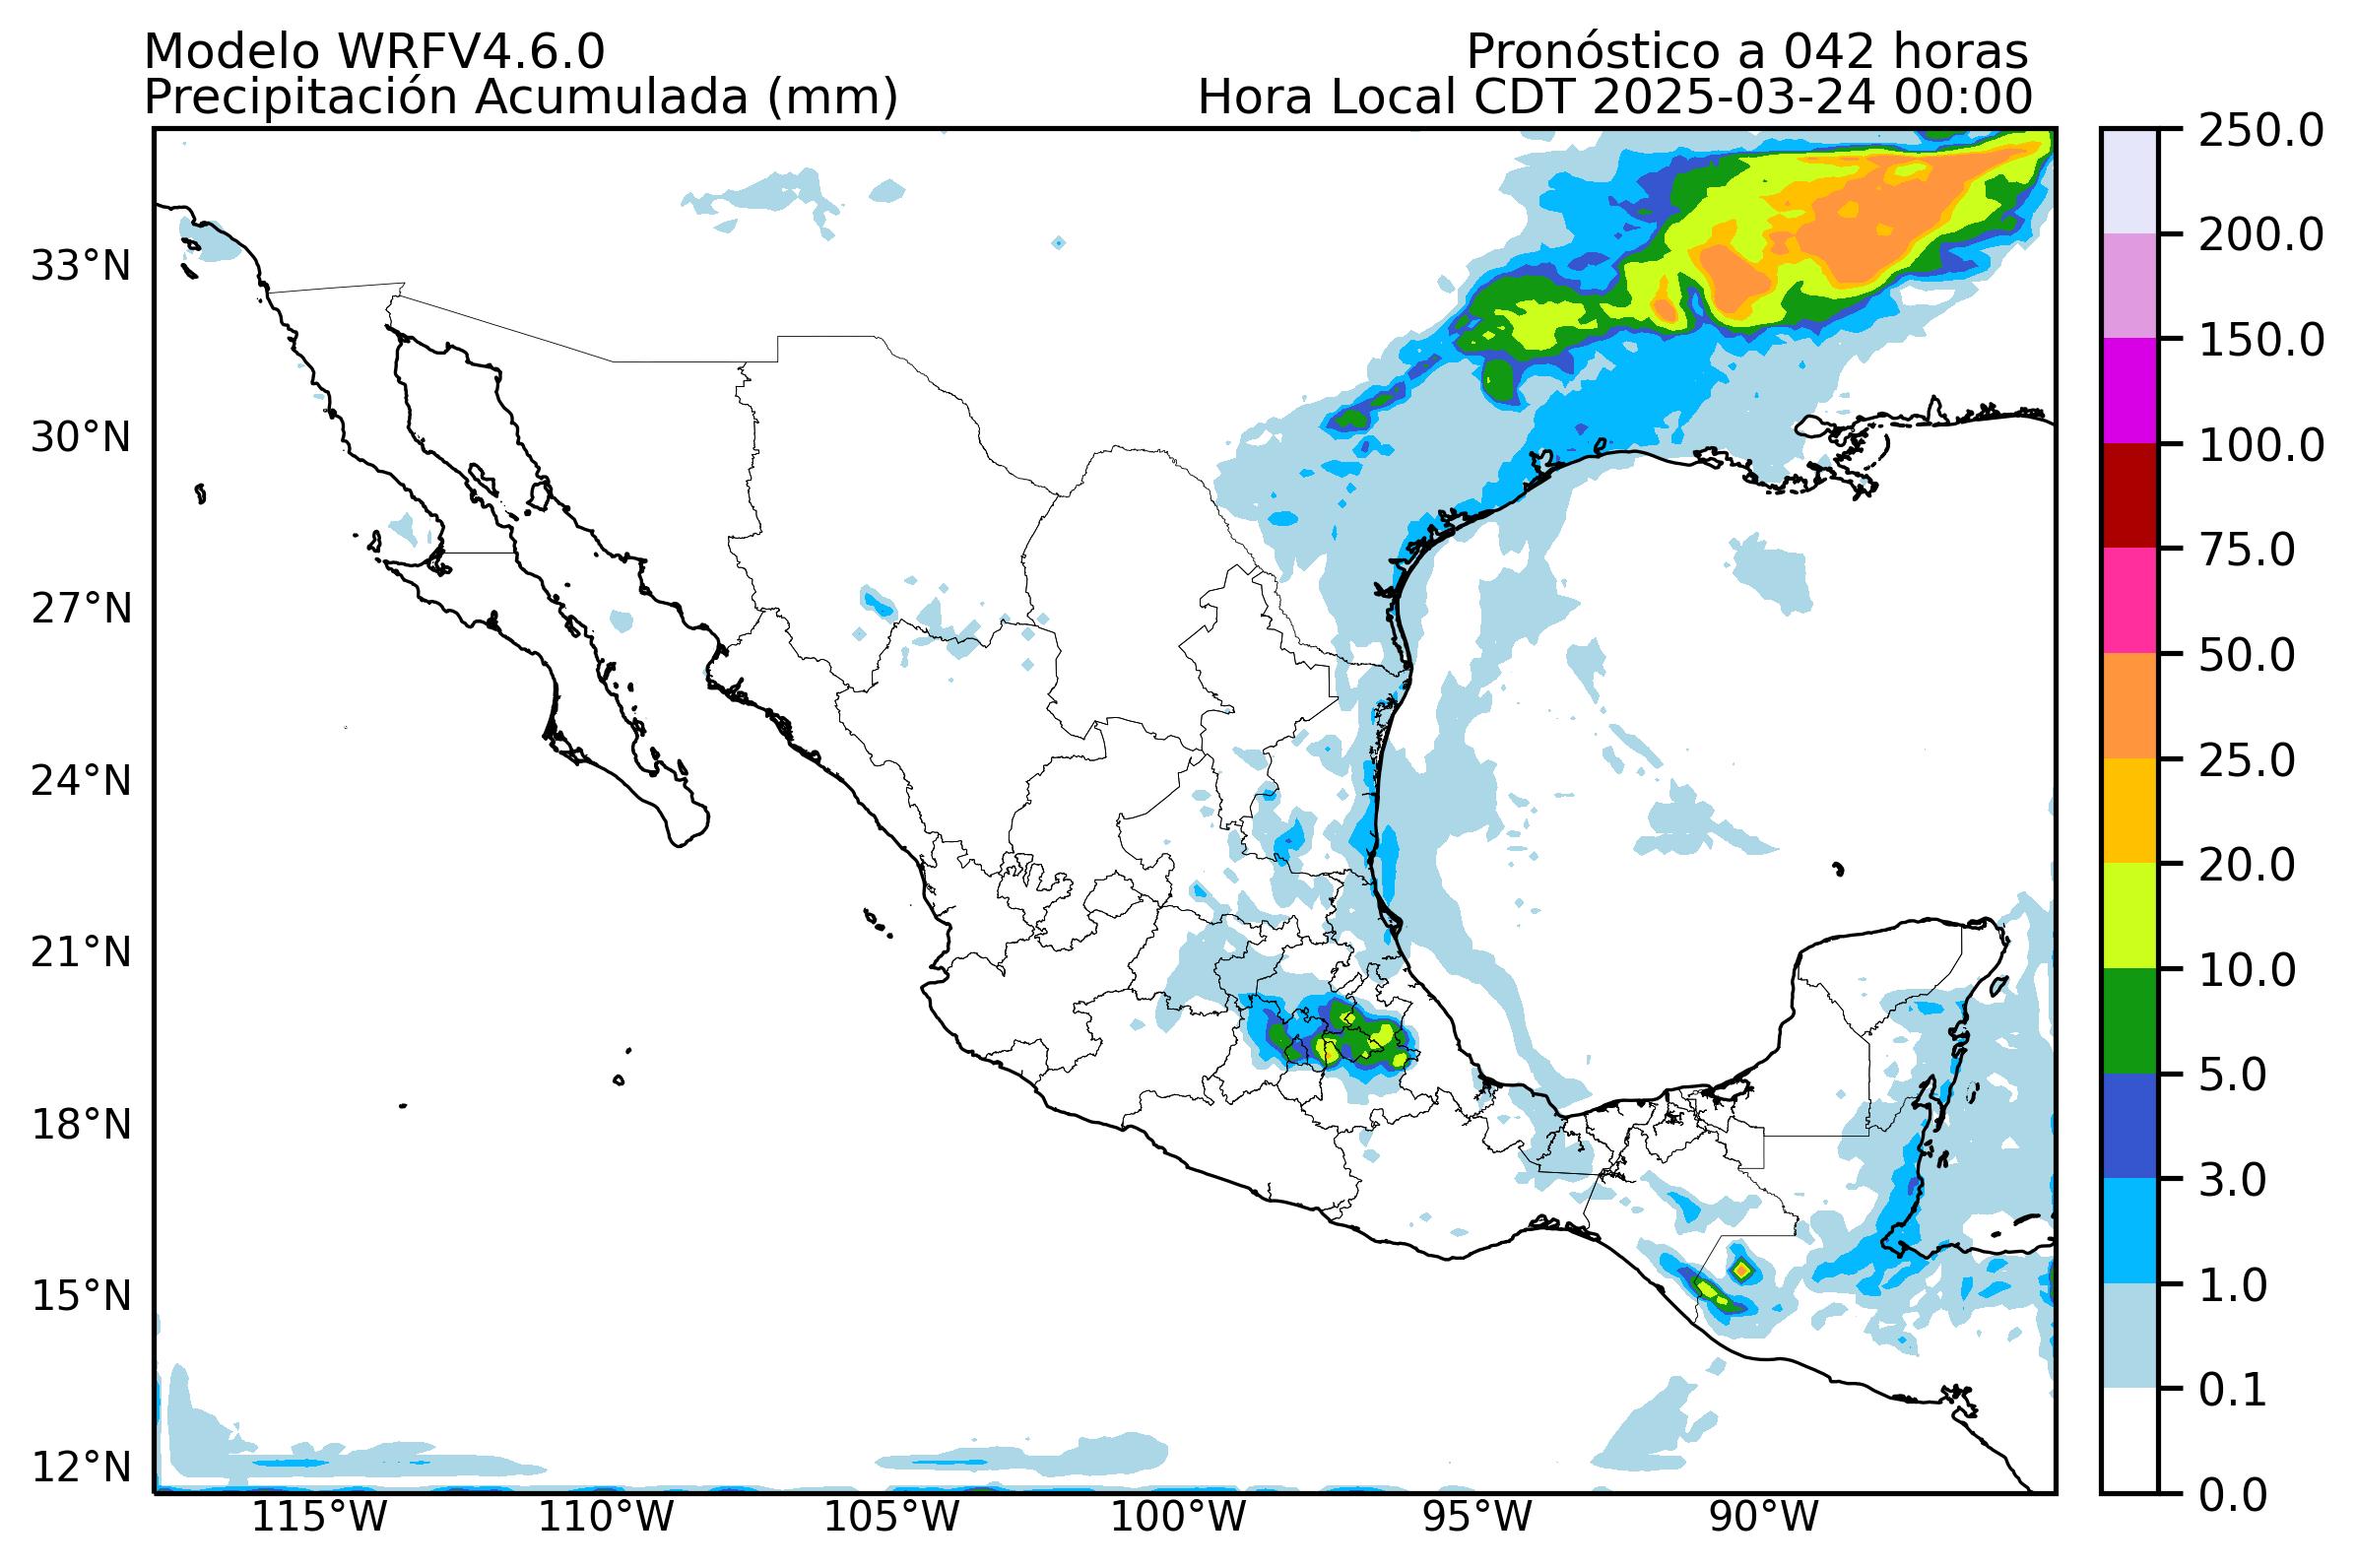 Modelo WRFV4.6.0
Pronóstico a 042 horas
Precipitación Acumulada (mm)
Hora Local CDT 2025-03-24 00:00
33°N
30°N
27°N
24°N
21°N
18°N
15°N
12°N
115°W
110°W
105°W
100°W
95°W
90°W
250.0
200.0
150.0
100.0
75.0
50.0
25.0
20.0
10.0
5.0
3.0
1.0
0.1
0.0